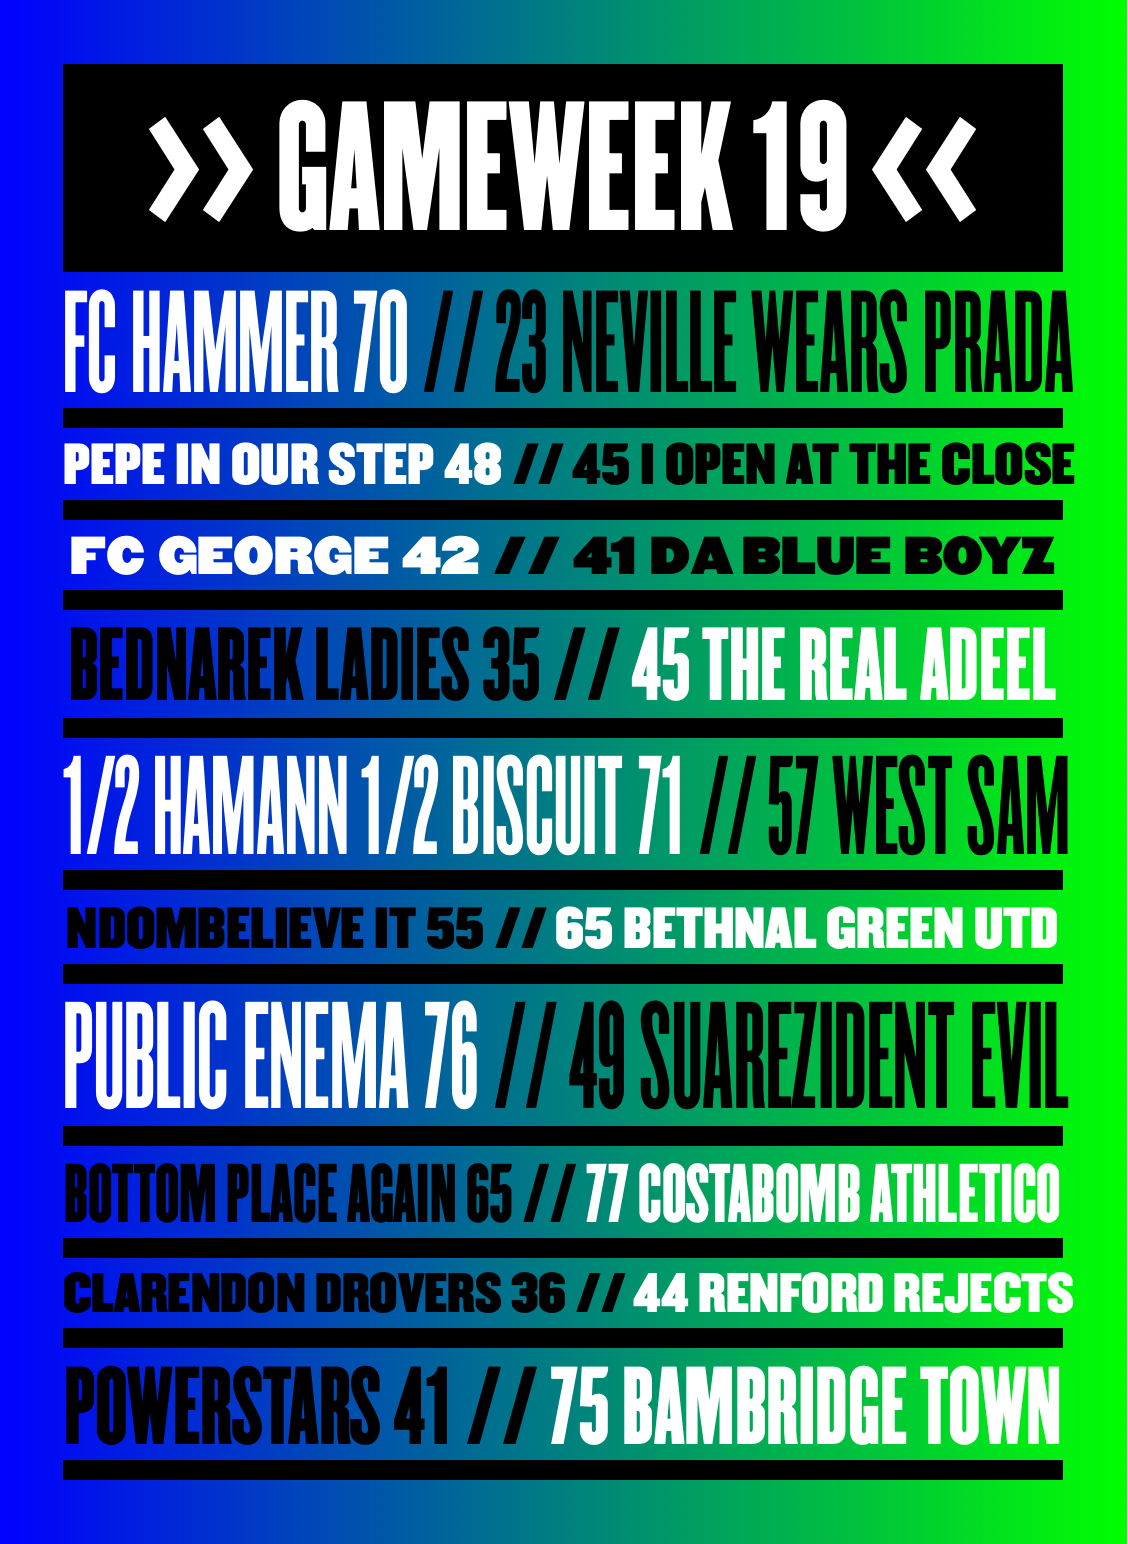 >> GAMEWEEK 19 <<
FC HAMMER 70 // 23 NEVILLE WEARS PRADA
PEPE IN OUR STEP 48 // 45 I OPEN AT THE CLOSE
FC GEORGE 42 // 41 DA BLUE BOYZ
BEDNAREK LADIES 35 // 45 THE REAL ADEEL
1/2 HAMANN 1/2 BISCUIT 71 // 57 WEST SAM
NDOMBELIEVE IT 55 // 65 BETHNAL GREEN UTD
PUBLIC ENEMA 76 // 49 SUAREZIDENT EVIL
BOTTOM PLACE AGAIN 65 // 77 COSTABOMB ATHLETICO
CLARENDON DROVERS 36 // 44 RENFORD REJECTS
POWERSTARS 41 // 75 BAMBRIDGE TOWN